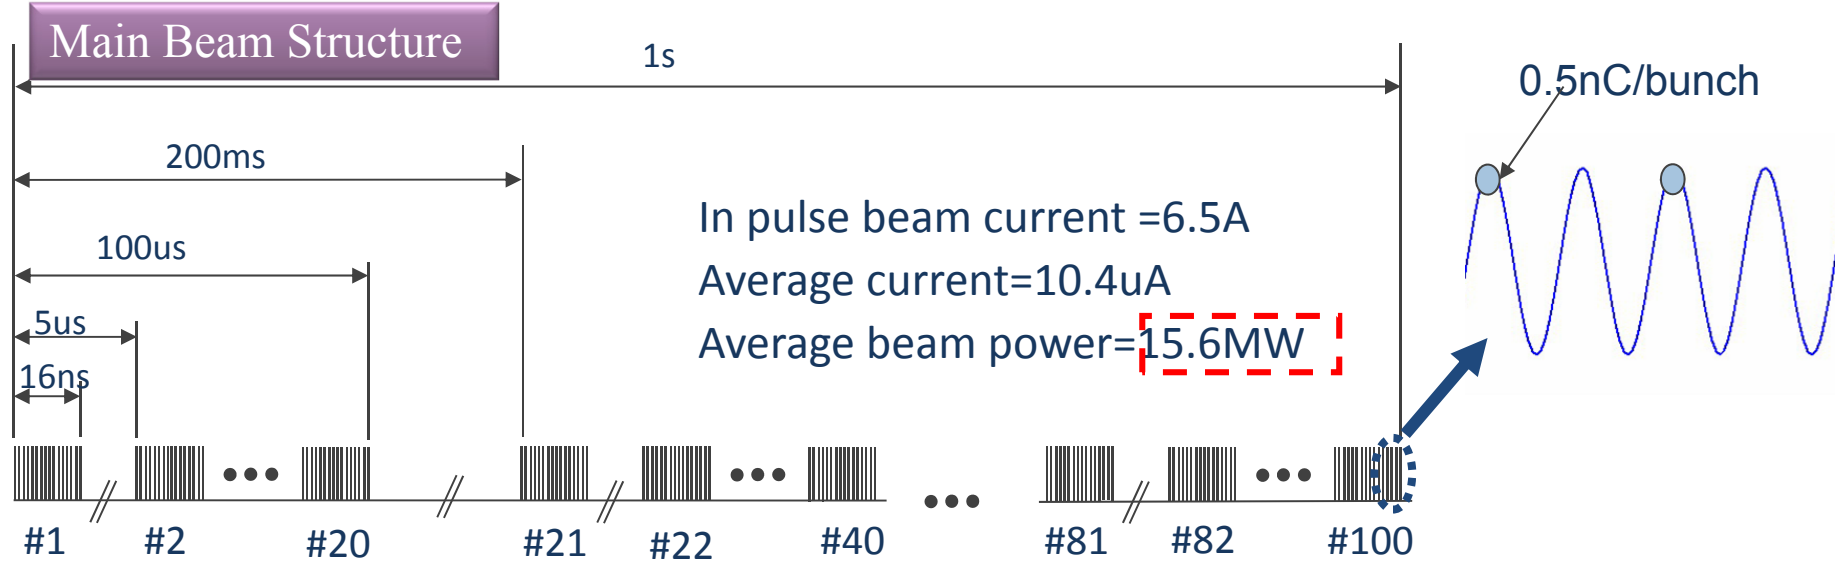 Main Beam Structure
1s
0.5nC/bunch
200ms
In pulse beam current =6.5A
100us
Average current=10.4uA
5us
Average beam power=15.6MW
16ns
#1 #2 #20 #21 #22 #40 #81 #82 #100